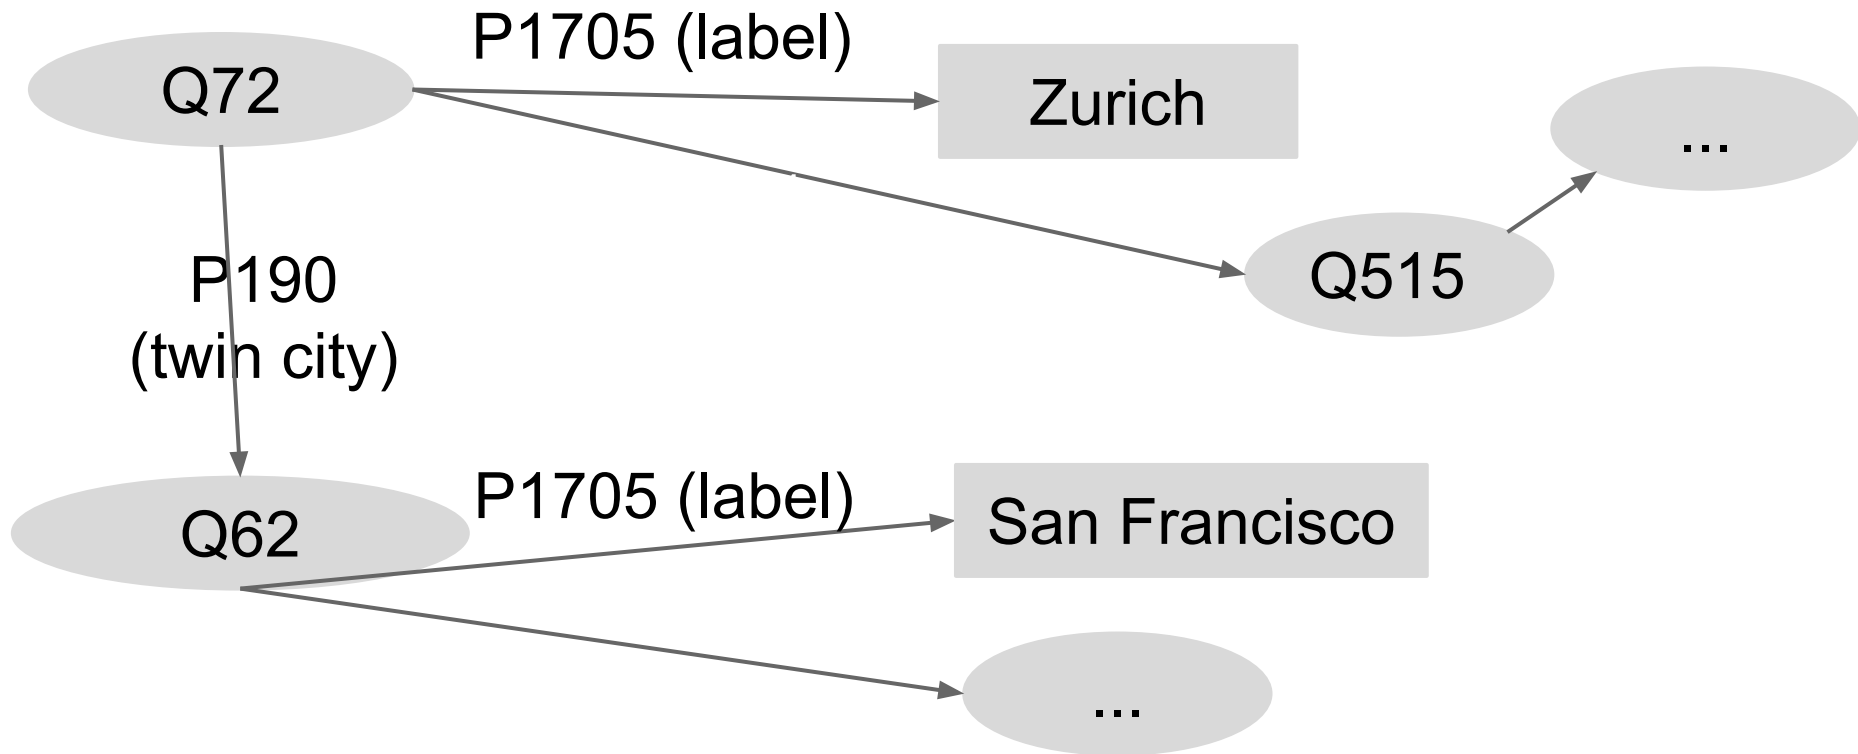 P1705 (label)
Q72
Zurich
...
Q515
P190
(twin city)
P1705 (label)
San Francisco
Q62
...